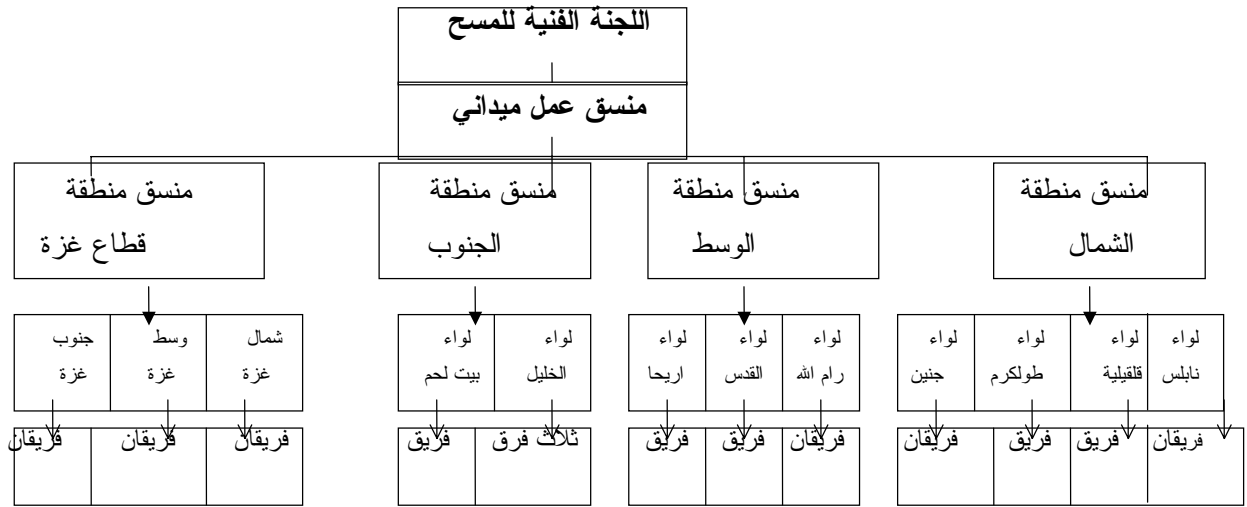 اللجنة الفنية للمسح
منسق عمل ميداني
منسق منطقة
الشمال
منسق منطقة
الوسط
منسق منطقة
الجنوب
منسق منطقة
قطاع غزة
لواء
نابلس
لواء
قلقيلية
لواء
طولكرم
لواء
جنين
لواء
رام الله
لواء
القدس
لواء
اريحا
لواء
الخليل
لواء
بيت لحم
شمال
غزة
وسط
غزة
جنوب
غزة
فريقان
فريق
فريق
فريقان
فريقان
فريق
فريق
ثلاث فرق
فريق
فريقان
فريقان
فريقان